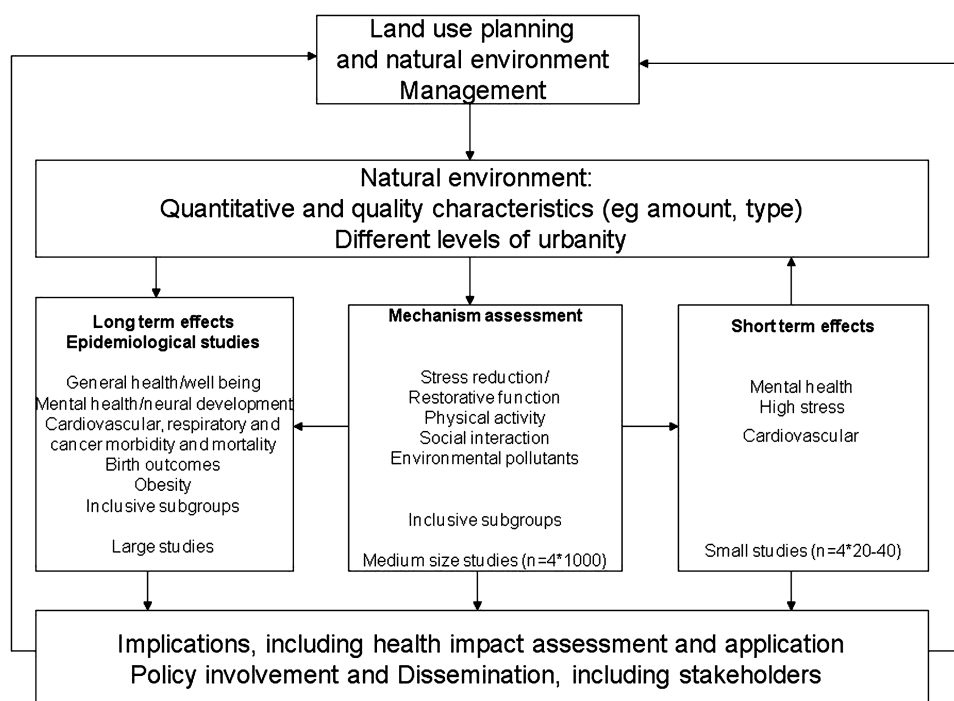 Land use planning
and natural environment
Management
Natural environment:
Quantitative and quality characteristics (eg amount, type)
Different levels of urbanity
Long term effects
Epidemiological studies
General health/well being
Mental health/neural development
Cardiovascular, respiratory and
cancer morbidity and mortality
Birth outcomes
Obesity
Inclusive subgroups
Large studies
Mechanism assessment
Stress reduction/
Restorative function
Physical activity
Social interaction
Environmental pollutants
Inclusive subgroups
Medium size studies (n=4*1000)
Short term effects
Mental health
High stress
Cardiovascular
Small studies (n=4*20-40)
Implications, including health impact assessment and application
Policy involvement and Dissemination, including stakeholders